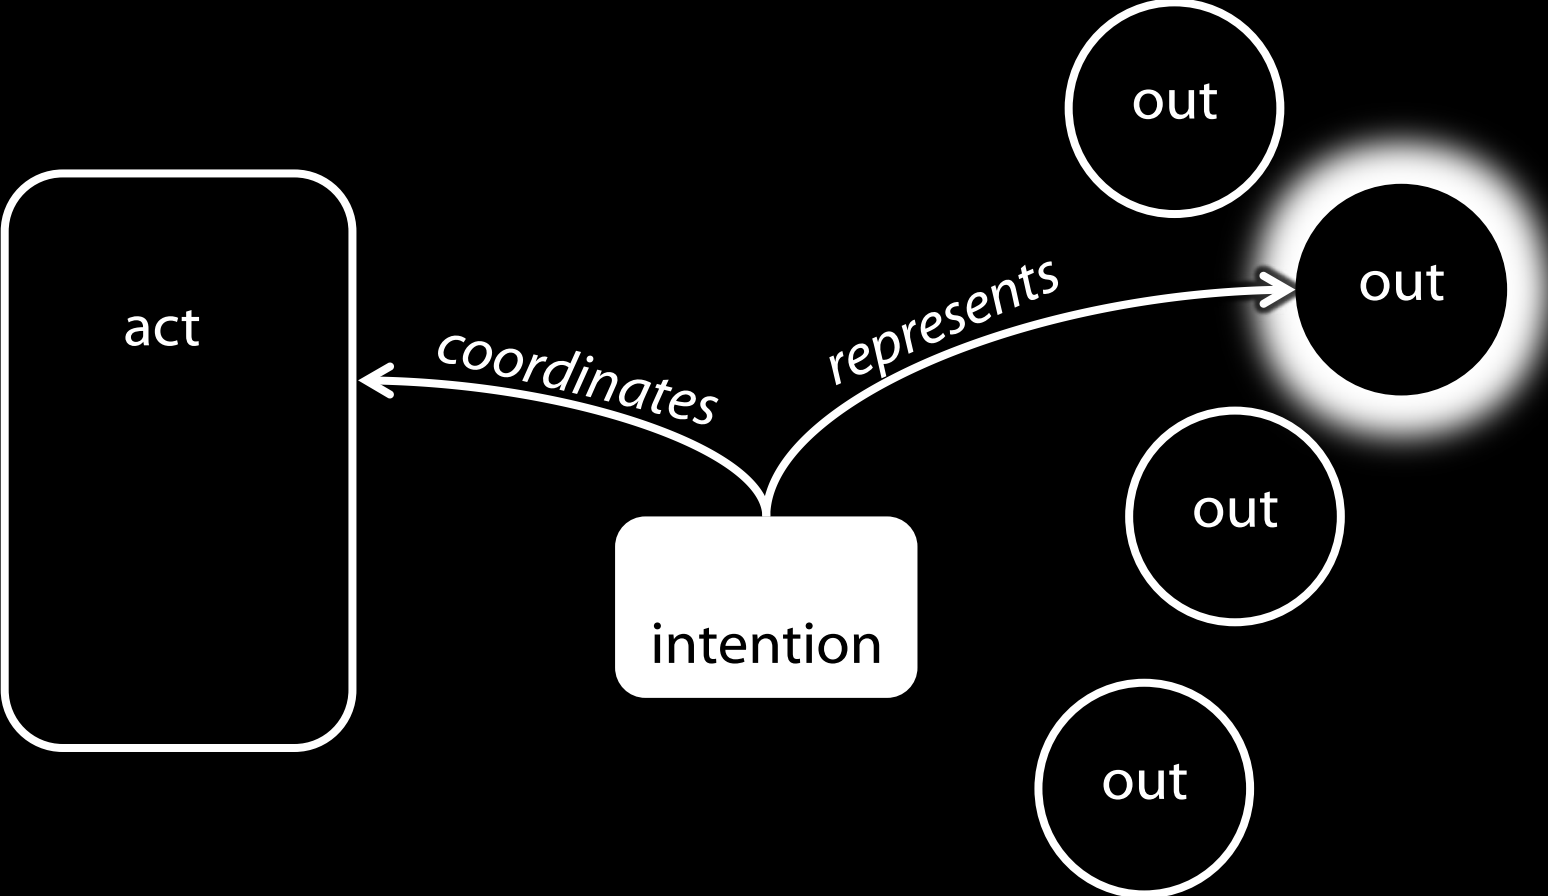 out
out
act
coordinates
represents
out
intention
out